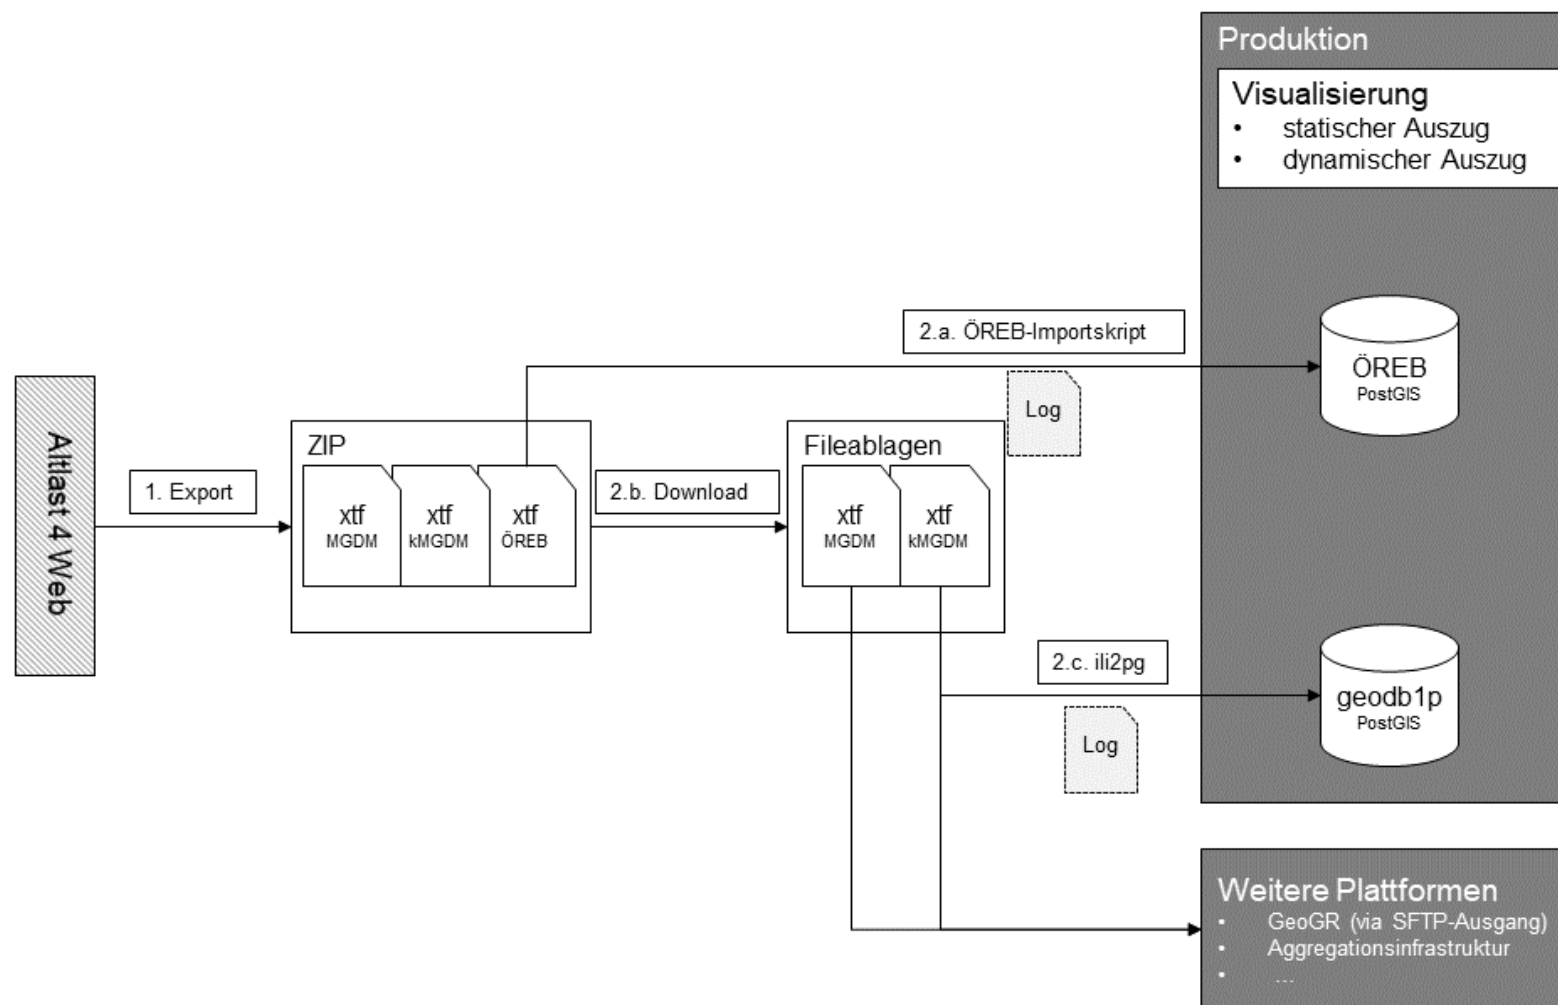 Produktion
Visualisierung
• statischer Auszug
• dynamischer Auszug
2.a. ÖREB-Importskript
ÖREB
PostGIS
Log
Altlast 4 Web
1. Export
ZIP
xtf
MGDM
xtf
kMGDM
xtf
ÖREB
2.b. Download
Fileablagen
xtf
MGDM
xtf
kMGDM
2.c. ili2pg
Log
geodb1p
PostGIS
Weitere Plattformen
• GeoGR (via SFTP-Ausgang)
• Aggregationsinfrastruktur
• ...